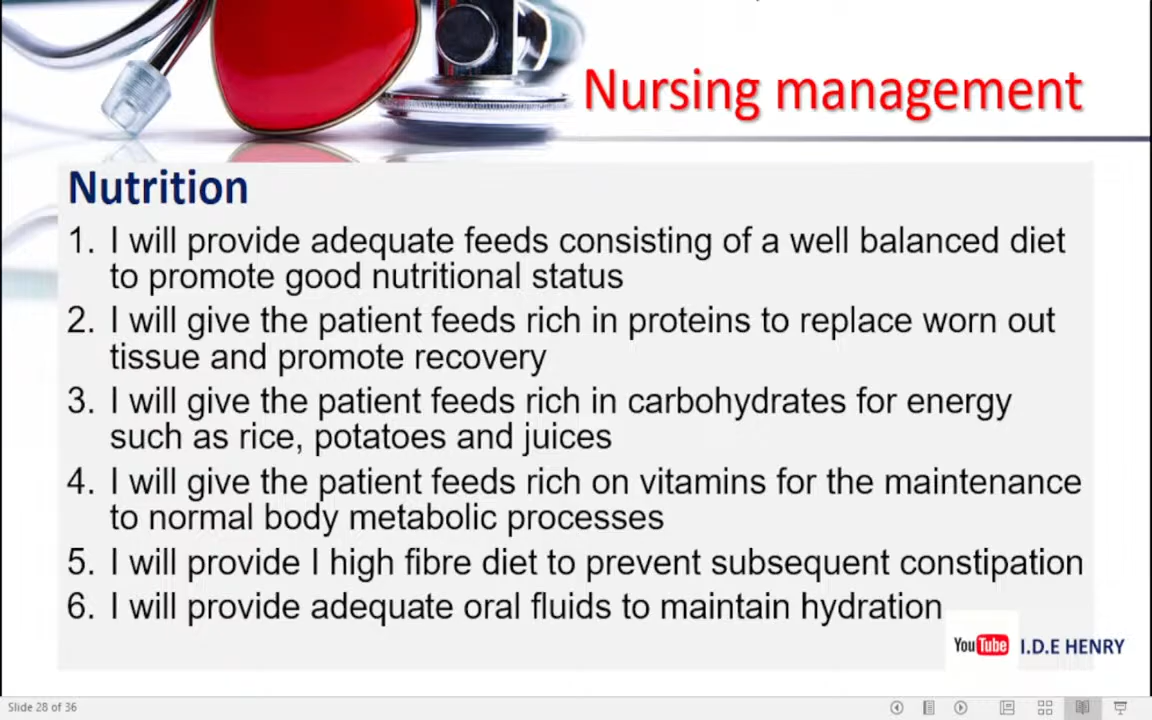 Nursing management
Nutrition
1. I will provide adequate feeds consisting of a well balanced diet
to promote good nutritional status
2. I will give the patient feeds rich in proteins to replace worn out
tissue and promote recovery
3. I will give the patient feeds rich in carbohydrates for energy
such as rice, potatoes and juices
4. I will give the patient feeds rich on vitamins for the maintenance
to normal body metabolic processes
5. I will provide I high fibre diet to prevent subsequent constipation
6. I will provide adequate oral fluids to maintain hydration
YouTube I.D.E HENRY
Slide 28 of 36